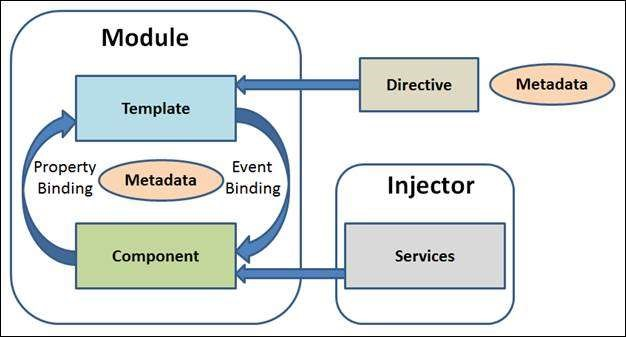 Module
Template
Directive
Metadata
Property
Binding
Metadata
Event
Binding
Injector
Component
Services